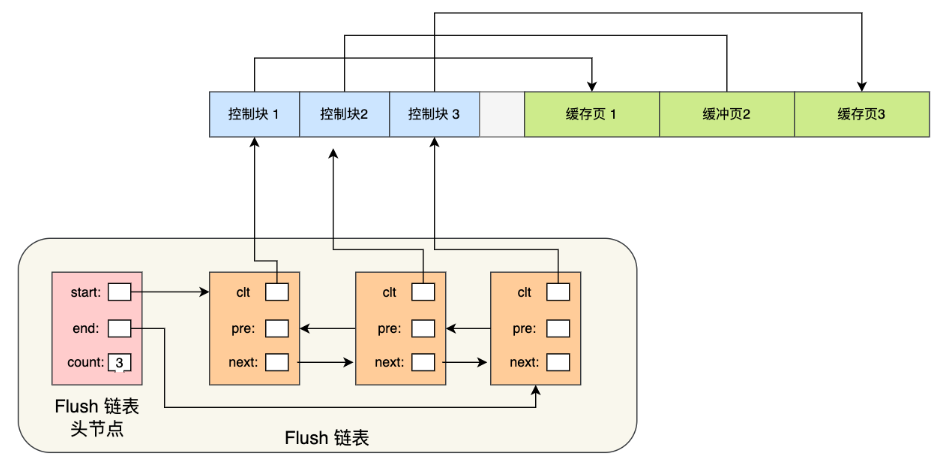 控制块 1
控制块2
控制块 3
缓存页 1
缓冲页2
缓存页3
start:
end:
count: 3
clt
pre:
next:
clt
pre:
next:
clt
pre:
next:
Flush 链表
头节点
Flush 链表